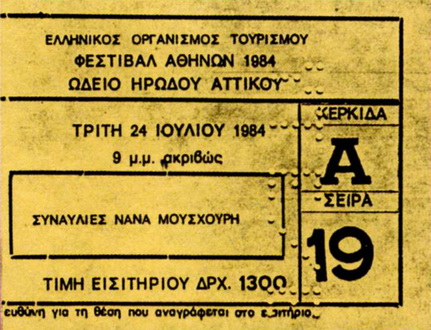 ΕΛΛΗΝΙΚΟΣ ΟΡΓΑΝΙΣΜΟΣ ΤΟΥΡΙΣΜΟΥ
ΦΕΣΤΙΒΑΛ ΑΘΗΝΩΝ 1984
ΩΔΕΙΟ ΗΡΩΔΟΥ ΑΤΤΙΚΟΥ
ΤΡΙΤΗ 24 ΙΟΥΛΙΟΥ 1984
9 μ.μ. ακριβώς
ΚΕΡΚΙΔΑ
Α
ΣΕΙΡΑ
19
ΣΥΝΑΥΛΙΕΣ ΝΑΝΑ ΜΟΥΣΧΟΥΡΗ
ΤΙΜΗ ΕΙΣΙΤΗΡΙΟΥ ΔΡΧ. 1300
ευθύνη για τη θέση που αναγράφεται στο εισιτήριο